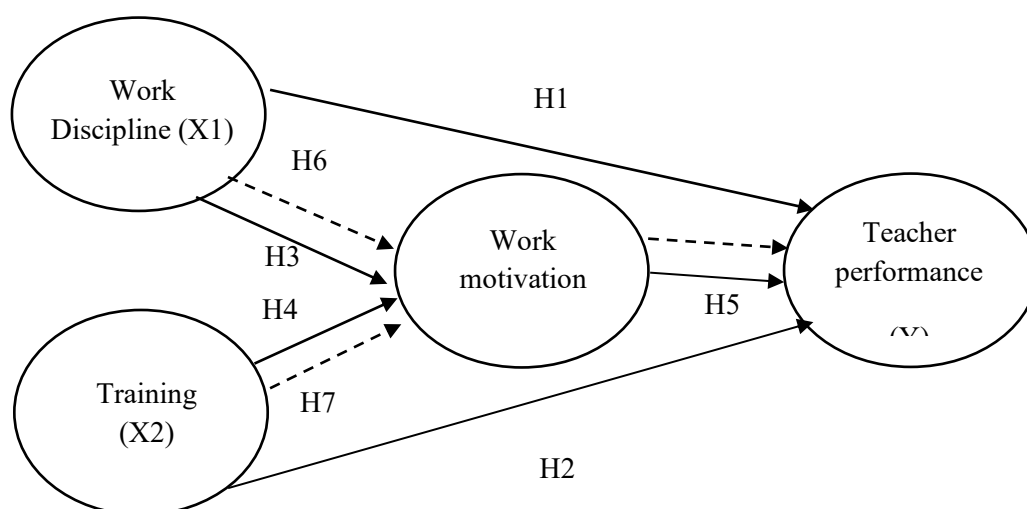 Work
Discipline (X1)
H1
H6
H3
Work
motivation
Teacher
performance
H5
H4
Training
(X2)
H7
H2